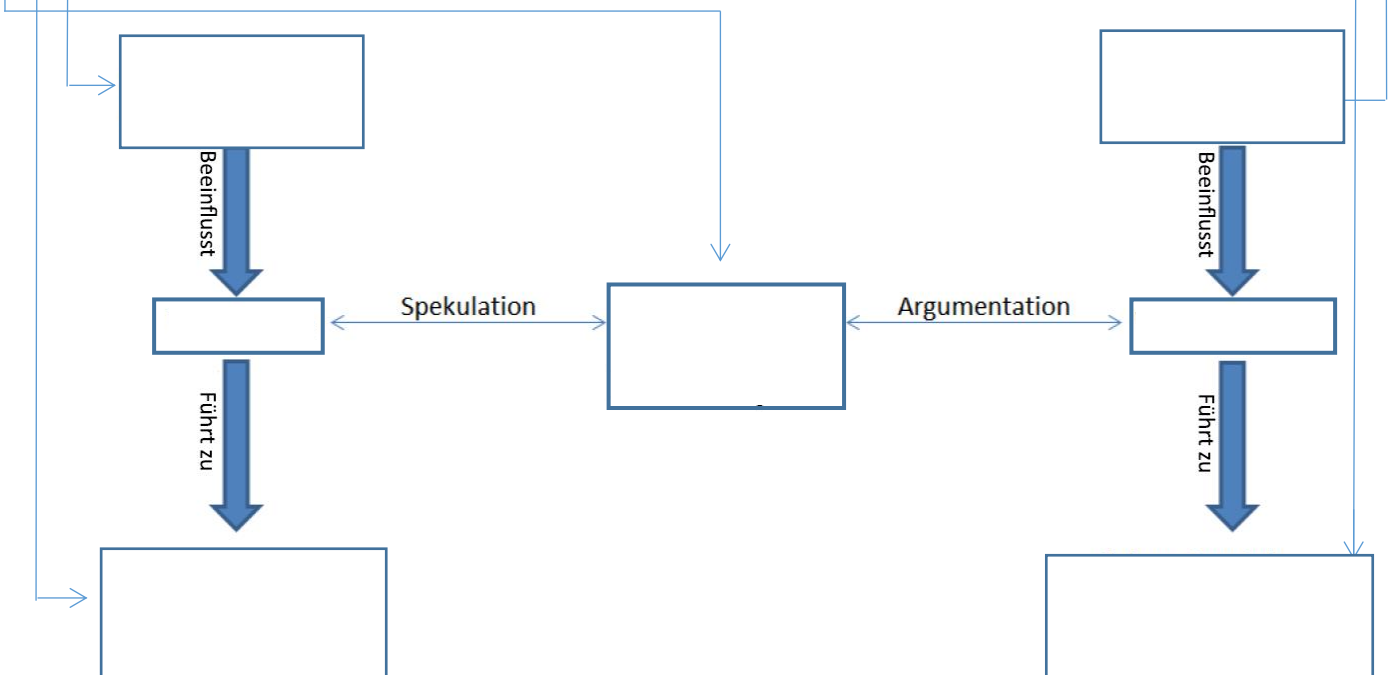 Beeinflusst
Beeinflusst
Spekulation
Argumentation
Führt zu
Führt zu